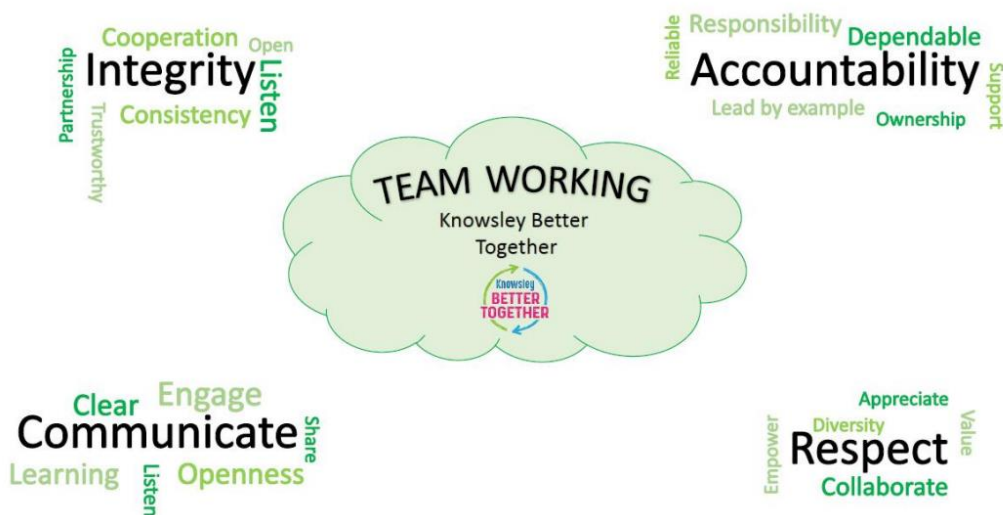 Cooperation Open
Integrity
Listen
Partnership
Consistency
Trustworthy
Responsibility
Reliable
Dependable
Accountability
Support
Lead by example
Ownership
TEAM WORKING
Knowsley Better
Together
Knowsley
BETTER
TOGETHER
Engage
Clear
Communicate
Share
Learning
Listen
Openness
Appreciate
Diversity
Value
Empower
Respect
Collaborate